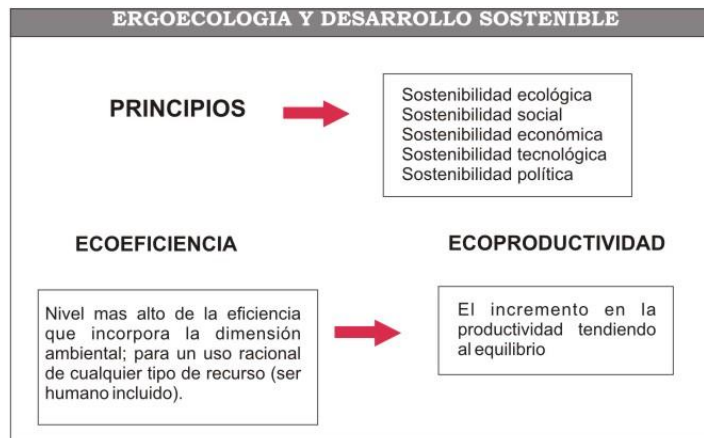 ERGOECOLOGIA Y DESARROLLO SOSTENIBLE
PRINCIPIOS
Sostenibilidad ecológica
Sostenibilidad social
Sostenibilidad económica
Sostenibilidad tecnológica
Sostenibilidad política
ECOEFICIENCIA
Nivel mas alto de la eficiencia
que incorpora la dimensión
ambiental; para un uso racional
de cualquier tipo de recurso (ser
humano incluido).
ECOPRODUCTIVIDAD
El incremento en la
productividad tendiendo
al equilibrio